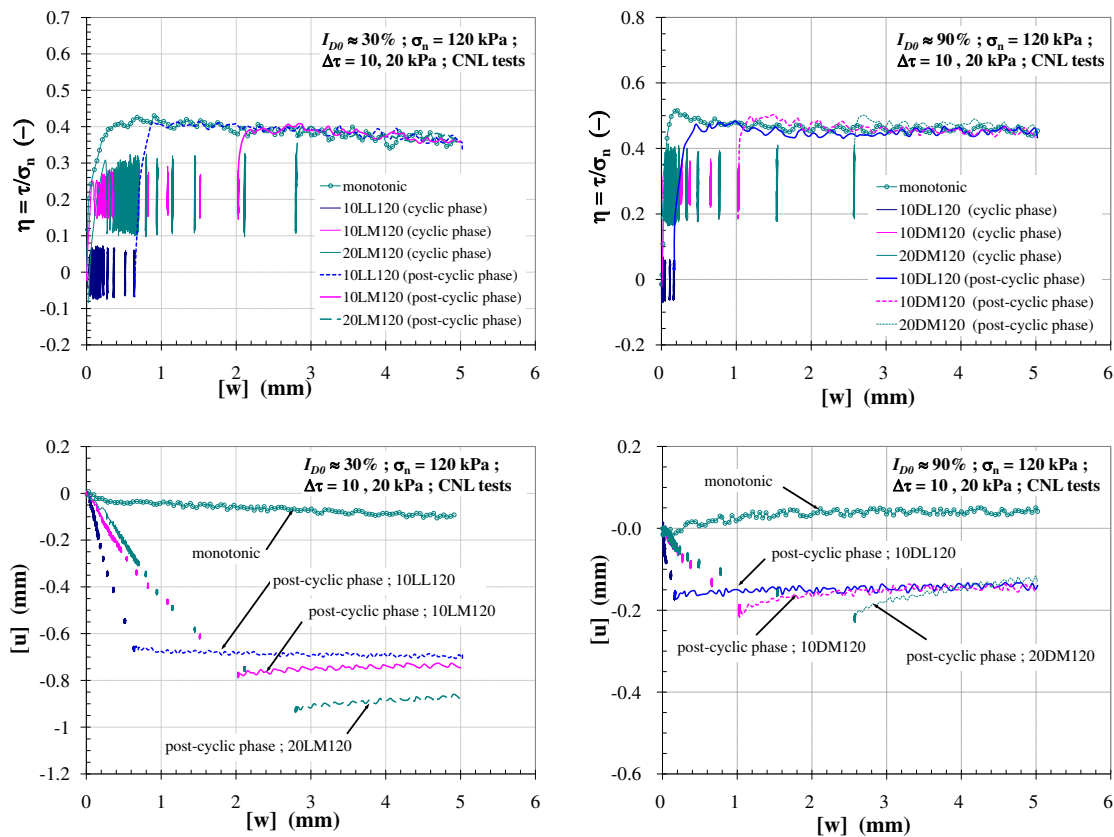 0.7
0.6
0.5
0.4
0.3
0.2
0.1
0
-0.1
-0.2
η = τ/σn (–)
I D0 ≈ 30% ; σn = 120 kPa ;
Δτ = 10, 20 kPa ; CNL tests
monotonic
10LL120 (cyclic phase)
10LM120 (cyclic phase)
20LM120 (cyclic phase)
10LL120 (post-cyclic phase)
10LM120 (post-cyclic phase)
20LM120 (post-cyclic phase)
0 1 2 3 4 5 6
[w] (mm)
0.8
0.6
0.4
0.2
0
-0.2
η = τ/σn (–)
I D0 ≈ 90% ; σn = 120 kPa ;
Δτ = 10 , 20 kPa ; CNL tests
monotonic
10DL120 (cyclic phase)
10DM120 (cyclic phase)
20DM120 (cyclic phase)
10DL120 (post-cyclic phase)
10DM120 (post-cyclic phase)
20DM120 (post-cyclic phase)
0 1 2 3 4 5 6
[w] (mm)
0.2
0
-0.2
-0.4
-0.6
-0.8
-1
-1.2
[u] (mm)
I D0 ≈ 30% ; σn = 120 kPa ;
Δτ = 10 , 20 kPa ; CNL tests
monotonic
post-cyclic phase ; 10LL120
post-cyclic phase ; 10LM120
post-cyclic phase ; 20LM120
0 1 2 3 4 5 6
[w] (mm)
0.2
-0.0
-0.2
-0.4
-0.6
[u] (mm)
I D0 ≈ 90% ; σn = 120 kPa ;
Δτ = 10, 20 kPa ; CNL tests
monotonic
post-cyclic phase ; 10DL120
post-cyclic phase ; 10DM120
post-cyclic phase ; 20DM120
0 1 2 3 4 5 6
[w] (mm)